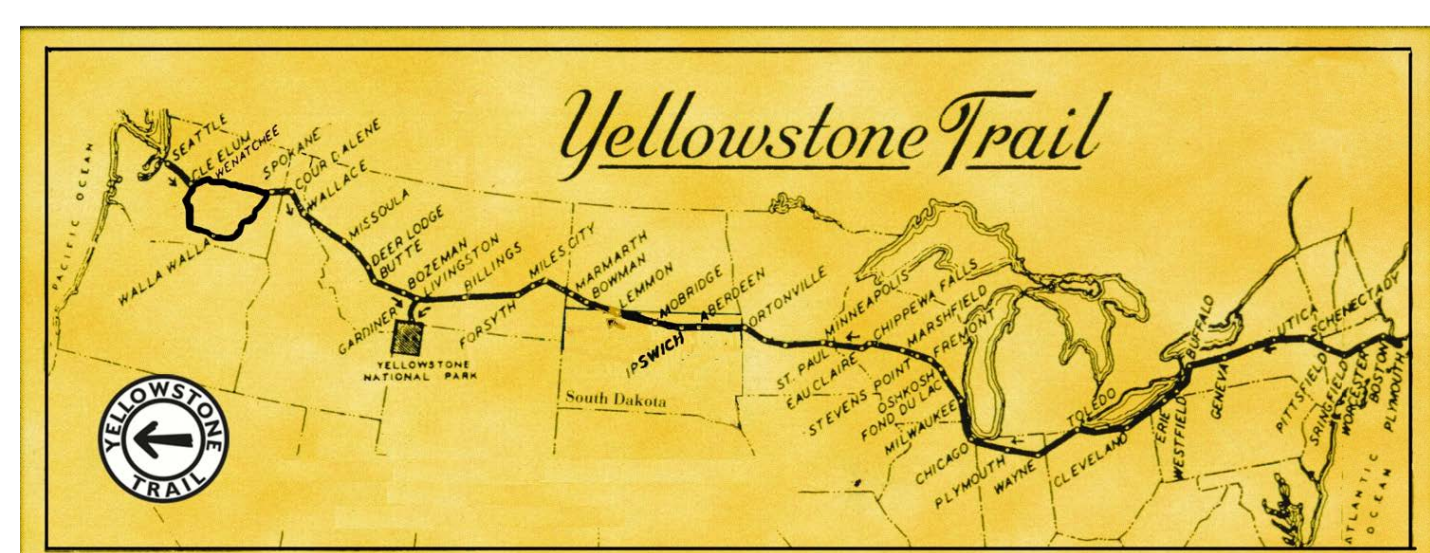 Yellowstone Trail
PACIFIC OCEAN
SEATTLE
CLE ELUM
WENATCHEE
SPOKANE
COUR D ALENE
WALLACE
WALLA WALLA
MISSOULA
DEER LODGE
BUTTE
BOZEMAN
LIVINGSTON
BILLINGS
GARDINER
YELLOWSTONE
NATIONAL PARK
FORSYTH
MILES CITY
MARMARTH
BOWMAN
LEMMON
MOBRIDGE
IPSWICH
ABERDEEN
South Dakota
ORTONVILLE
MINNEAPOLIS
ST. PAUL
EAU CLAIRE
CHIPPEWA FALLS
STEVENS POINT
MARSHFIELD
FREMONT
OSHKOSH
FOND DU LAC
MILWAUKEE
CHICAGO
PLYMOUTH
WAYNE
TOLEDO
CLEVELAND
ERIE
WESTFIELD
BUFFALO
GENEVA
UTICA
SCHENECTADY
PITTSFIELD
SRINGFIELD
WORCESTER
BOSTON
PLYMOUTH
ATLANTIC
OCEAN
YELLOWSTONE
TRAIL